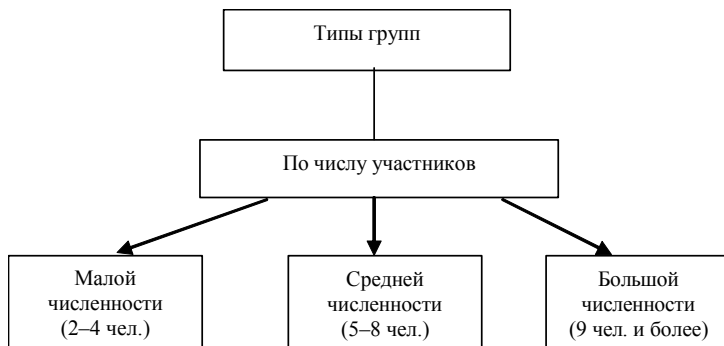 Типы групп
По числу участников
Малой
численности
(2–4 чел.)
Средней
численности
(5–8 чел.)
Большой
численности
(9 чел. и более)